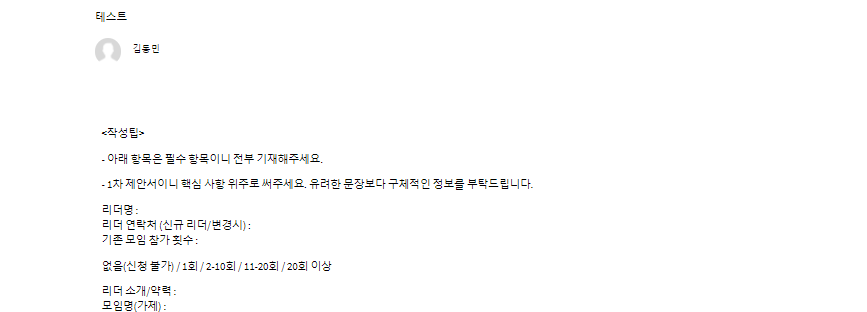 테스트
김동민
<작성팁>
- 아래 항목은 필수 항목이니 전부 기재해주세요.
- 1차 제안서이니 핵심 사항 위주로 써주세요. 유려한 문장보다 구체적인 정보를 부탁드립니다.
리더명 :
리더 연락처 (신규 리더/변경시) :
기존 모임 참가 횟수 :
없음(신청 불가) / 1회 / 2-10회 / 11-20회 / 20회 이상
리더 소개/약력 :
모임명(가제) :